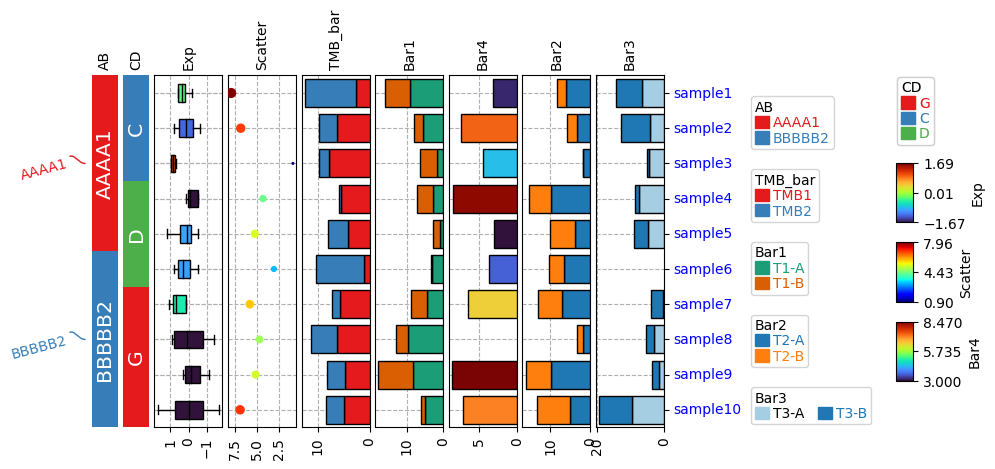 AB
CD
Exp
Scatter
TMB_bar
Bar1
Bar4
Bar2
Bar3
AAAA1
BBBBB2
AAAA1
BBBBB2
C
D
G
sample1
sample2
sample3
sample4
sample5
sample6
sample7
sample8
sample9
sample10
1 0 −1
7.5 5.0 2.5
10 0
10 0
5 0
10 0
20 0
AB
AAAA1
BBBBB2
TMB_bar
TMB1
TMB2
Bar1
T1-A
T1-B
Bar2
T2-A
T2-B
Bar3
T3-A T3-B
CD
G
C
D
1.69
0.01
−1.67
Exp
7.96
4.43
0.90
Scatter
8.470
5.735
3.000
Bar4